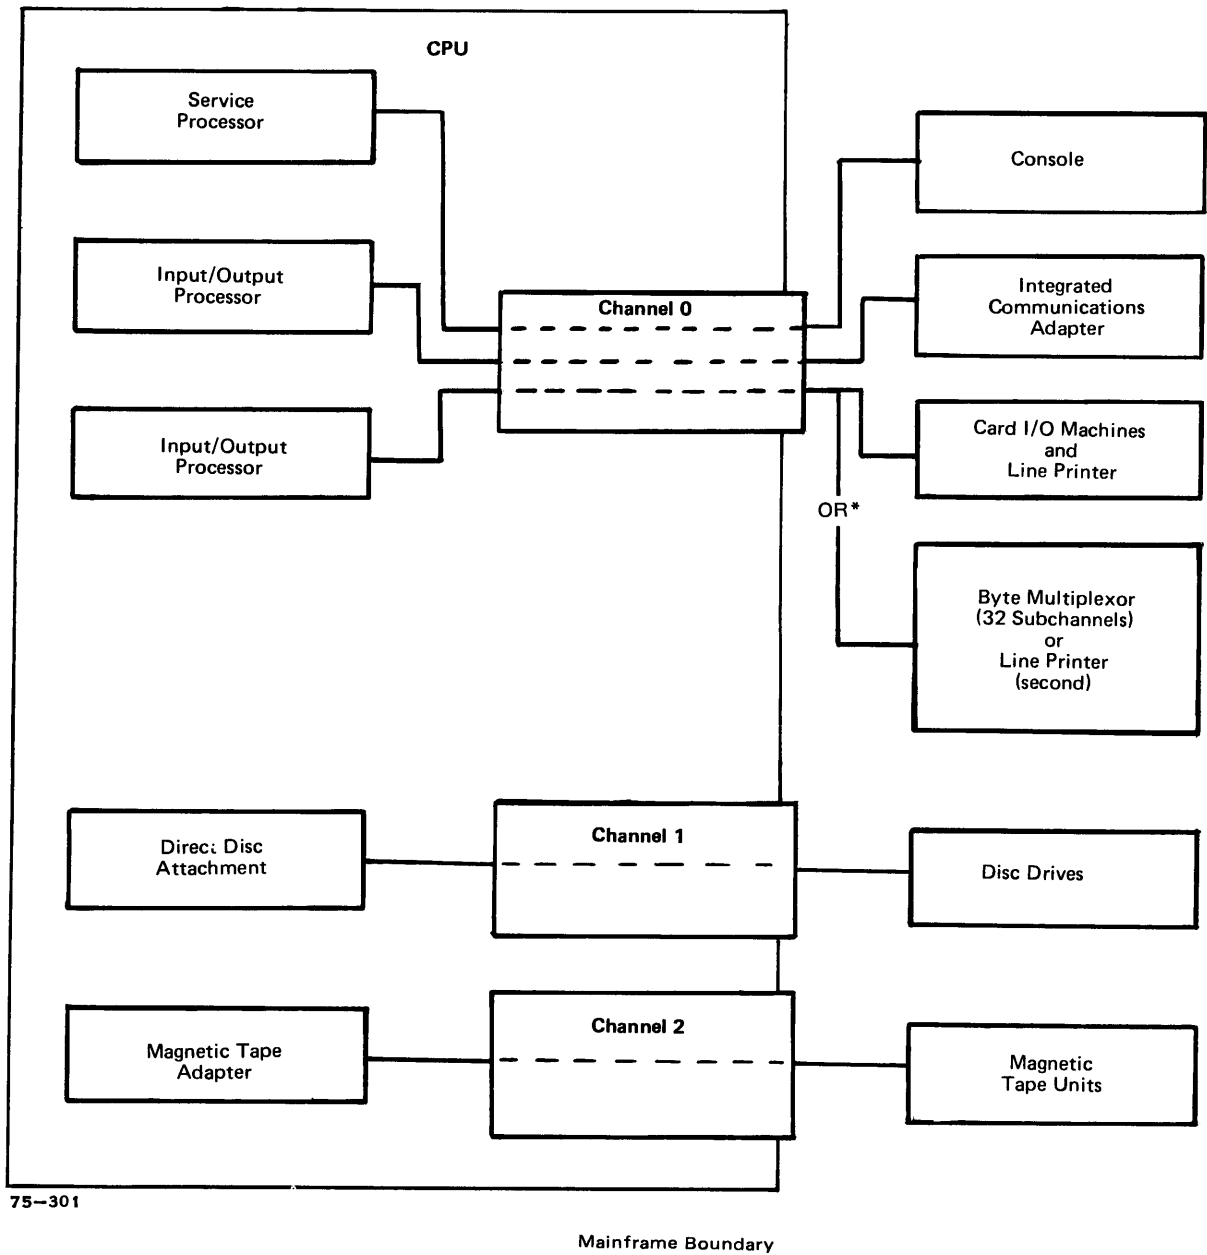 CPU
Service
Processor
Input/Output
Processor
Input/Output
Processor
Channel 0
Console
Integrated
Communications
Adapter
Card I/O Machines
and
Line Printer
OR*
Byte Multiplexor
(32 Subchannels)
or
Line Printer
(second)
Direct Disc
Attachment
Channel 1
Disc Drives
Magnetic Tape
Adapter
Channel 2
Magnetic
Tape Units
75—301
Mainframe Boundary